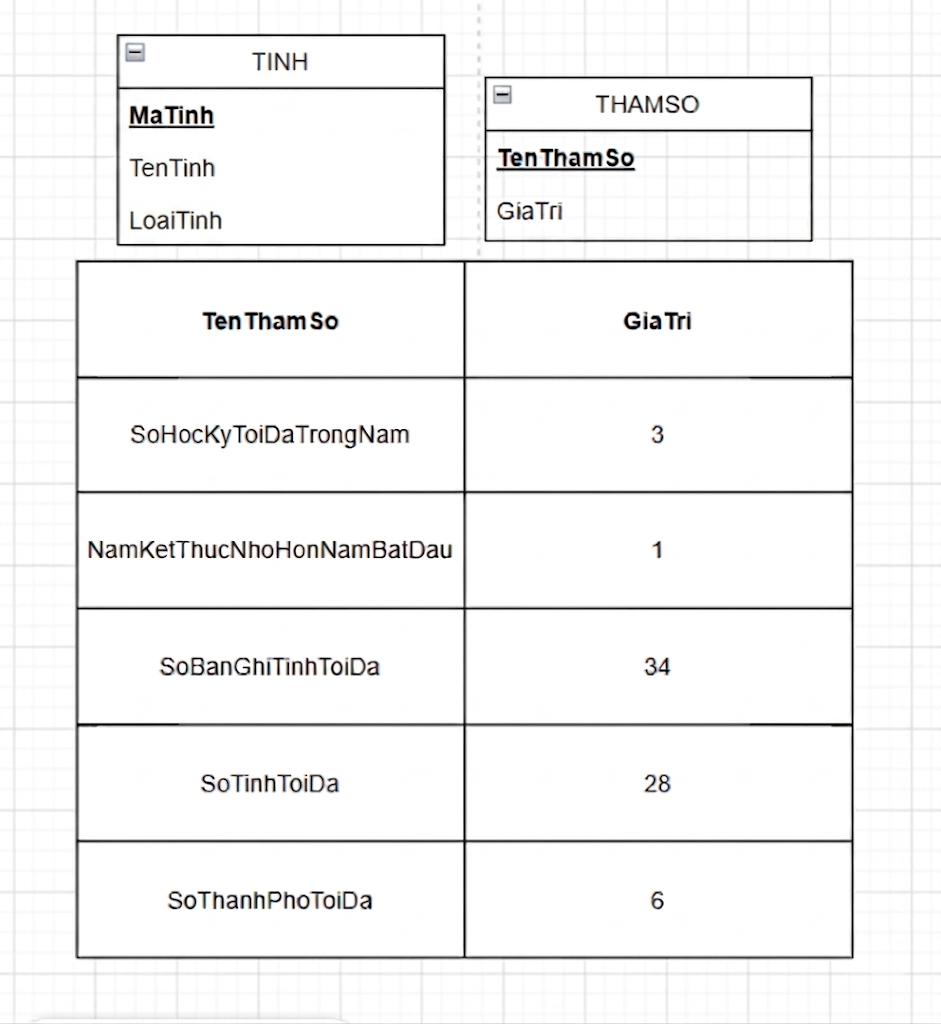 TINH
MaTinh
TenTinh
LoaiTinh
THAMSO
TenThamSo
GiaTri
TenThamSo GiaTri
SoHocKyToiDaTrongNam 3
NamKetThucNhoHonNamBatDau 1
SoBanGhiTinhToiDa 34
SoTinhToiDa 28
SoThanhPhoToiDa 6